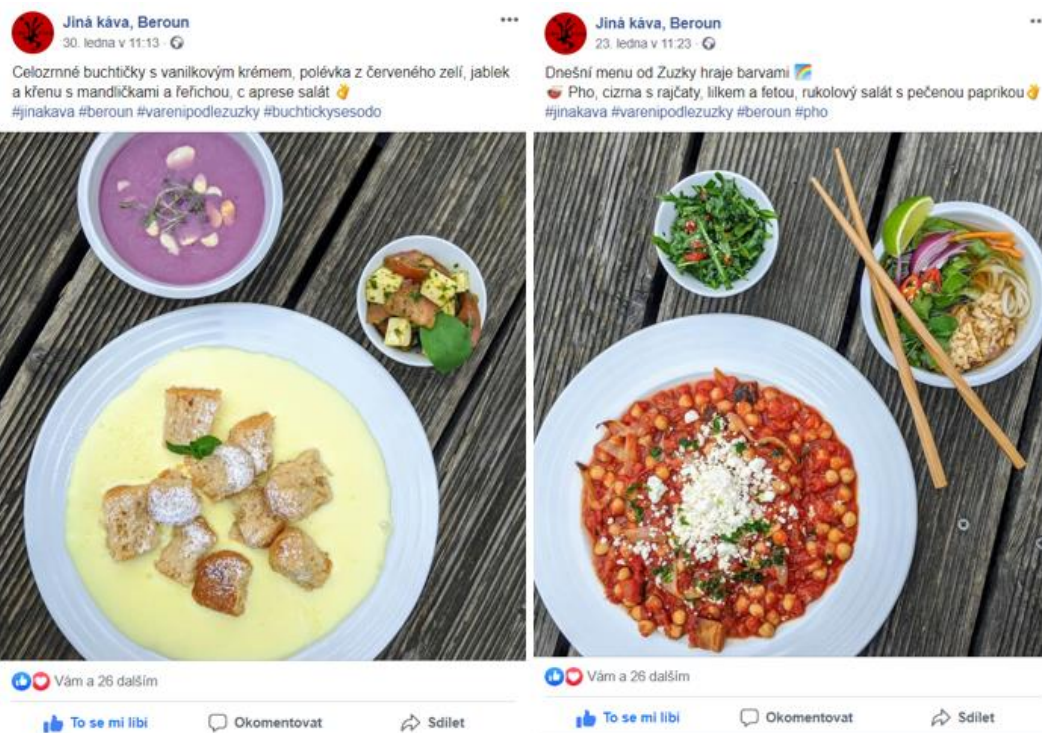 Jiná káva, Beroun
30. ledna v 11:13
Celozrnné buchtičky s vanilkovým krémem, polévka z červeného zelí, jablek
a křenu s mandličkami a řeřichou, c aprese salát 👌
#jinakava #beroun #varenipodlezuzky #buchtickysesodo
Vám a 26 dalším
To se mi líbí
Okomentovat
Sdílet
Jiná káva, Beroun
23. ledna v 11:23
Dnešní menu od Zuzky hraje barvami 🌈
🍲 Pho, cizrna s rajčaty, lilkem a fetou, rukolový salát s pečenou paprikou👌
#jinakava #varenipodlezuzky #beroun #pho
Vám a 26 dalším
To se mi líbí
Okomentovat
Sdílet